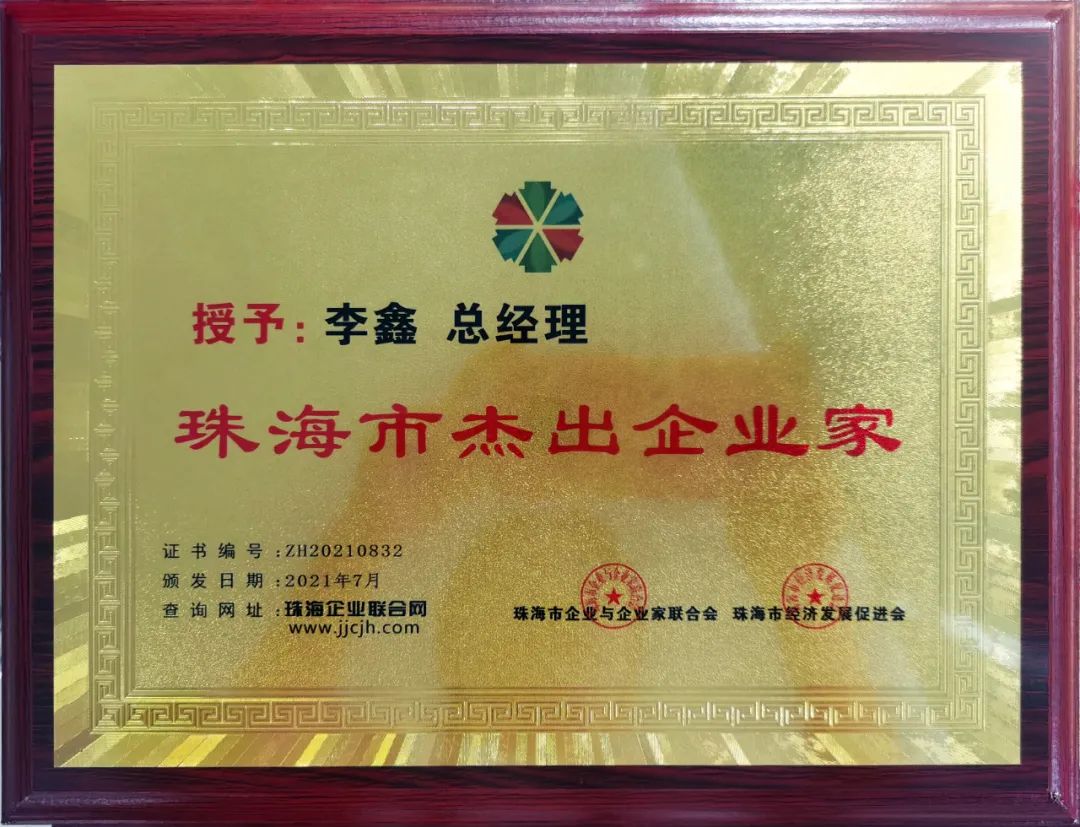 授予：李鑫 总经理
珠海市杰出企业家
证书编号：ZH20210832
颁发日期：2021年7月
查询网址：珠海企业联合网
www.jjcjh.com
珠海市企业与企业家联合会 珠海市经济发展促进会